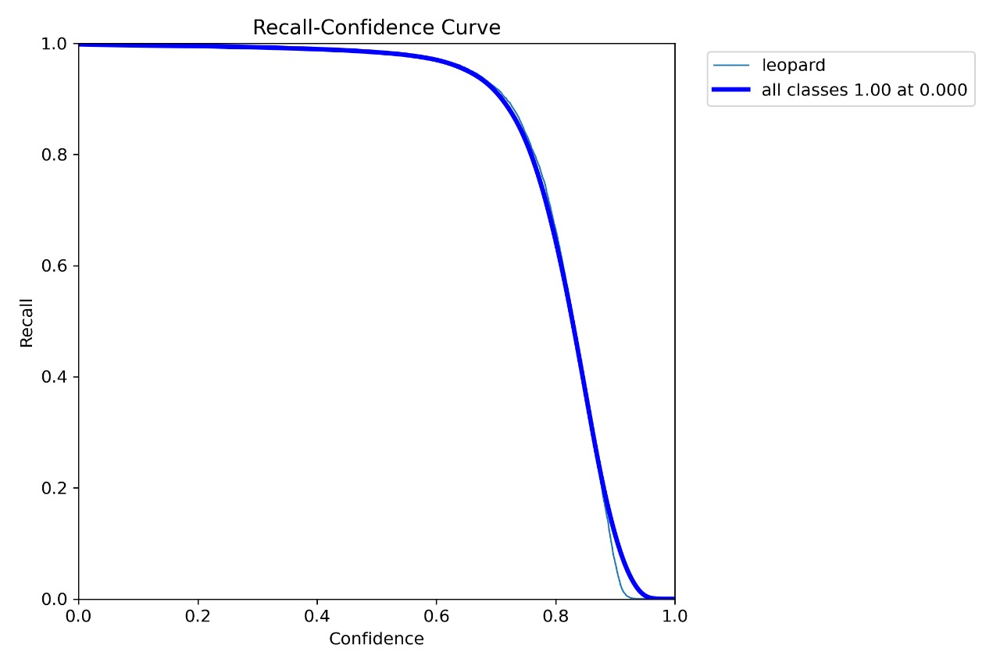 Recall-Confidence Curve
leopard
all classes 1.00 at 0.000
1.0
0.8
0.6
0.4
0.2
0.0
Recall
0.0 0.2 0.4 0.6 0.8 1.0
Confidence